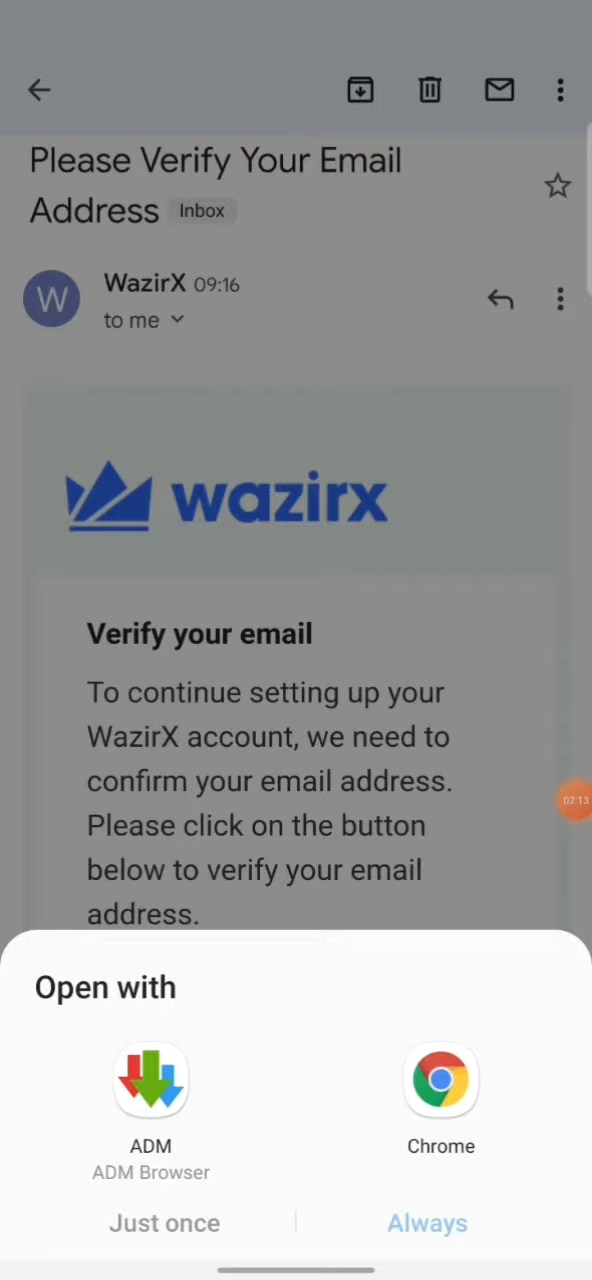 Please Verify Your Email
Address Inbox
W
WazirX 09:16
to me
wazirx
Verify your email
To continue setting up your
WazirX account, we need to
confirm your email address.
Please click on the button
below to verify your email
address.
02:13
Open with
ADM
Chrome
ADM Browser
Just once
Always